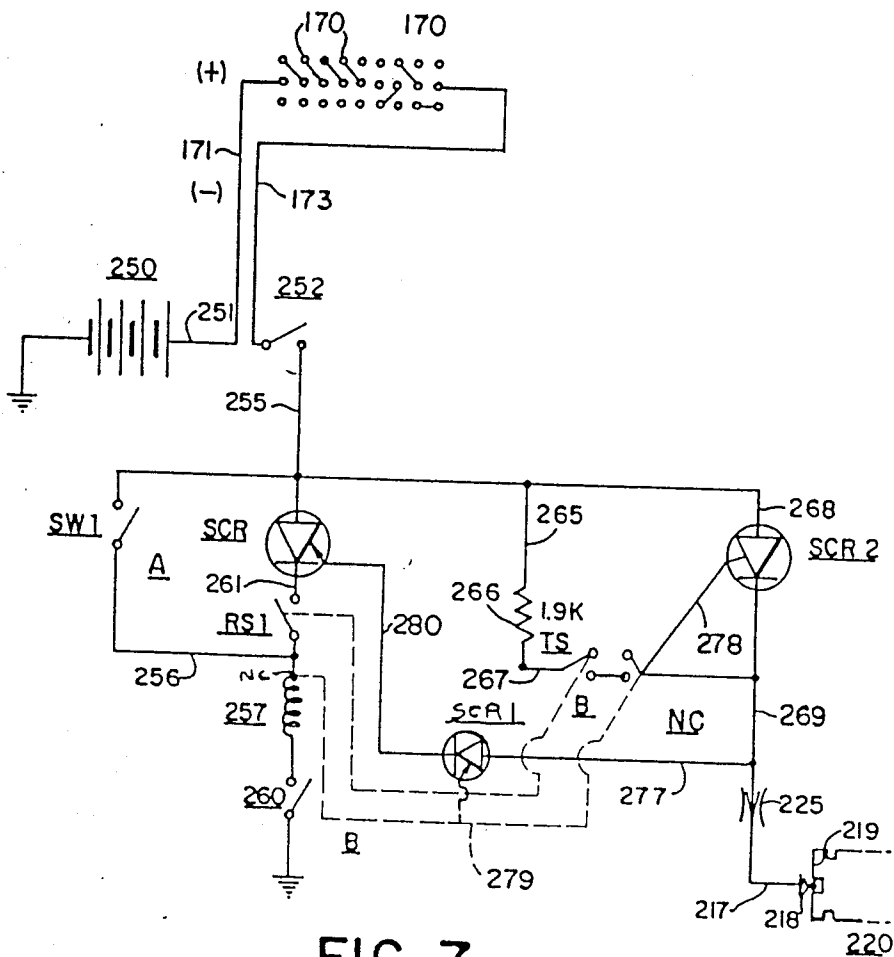 170 170
(+)
171
(-)
173
250
251
252
255
SW1
SCR
268
SCR 2
A
261
265
RS1
280
266
1.9K
TS
278
256
NC
267
B
257
SCR1
NC
269
260
277
225
B
279
219
217
218
220
FIG. 7